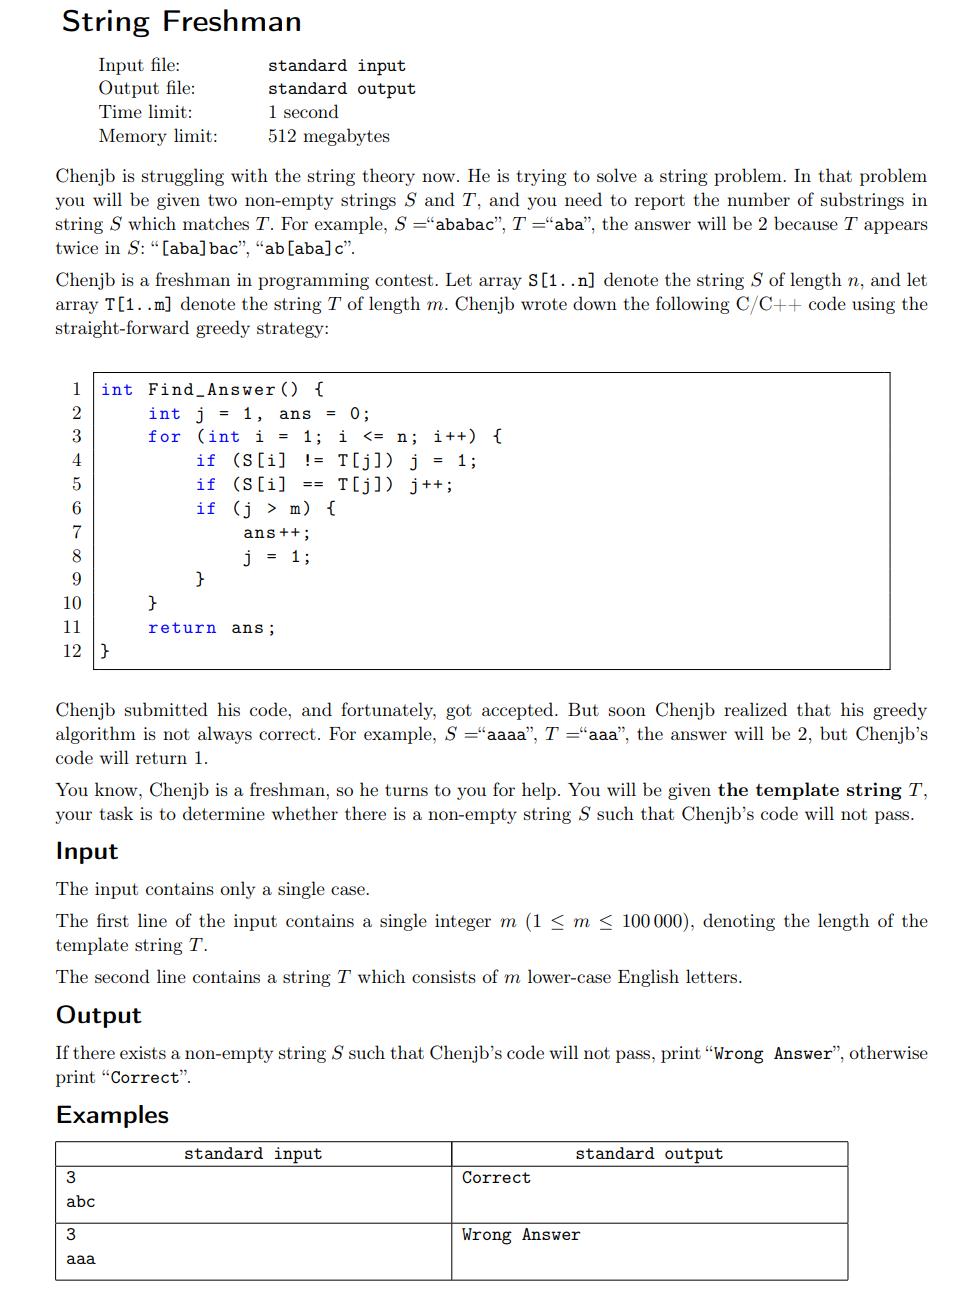 String Freshman
Input file: standard input
Output file: standard output
Time limit: 1 second
Memory limit: 512 megabytes
Chenjb is struggling with the string theory now. He is trying to solve a string problem. In that problem
you will be given two non-empty strings S and T, and you need to report the number of substrings in
string S which matches T. For example, S =“ababac”, T =“aba”, the answer will be 2 because T appears
twice in S: “[aba]bac”, “ab[aba]c”.
Chenjb is a freshman in programming contest. Let array S[1..n] denote the string S of length n, and let
array T[1..m] denote the string T of length m. Chenjb wrote down the following C/C++ code using the
straight-forward greedy strategy:
1 int Find_Answer() {
2 int j = 1, ans = 0;
3 for (int i = 1; i <= n; i++) {
4 if (S[i] != T[j]) j = 1;
5 if (S[i] == T[j]) j++;
6 if (j > m) {
7 ans++;
8 j = 1;
9 }
10 }
11 return ans;
12 }
Chenjb submitted his code, and fortunately, got accepted. But soon Chenjb realized that his greedy
algorithm is not always correct. For example, S =“aaaa”, T =“aaa”, the answer will be 2, but Chenjb’s
code will return 1.
You know, Chenjb is a freshman, so he turns to you for help. You will be given the template string T,
your task is to determine whether there is a non-empty string S such that Chenjb’s code will not pass.
Input
The input contains only a single case.
The first line of the input contains a single integer m (1 ≤ m ≤ 100 000), denoting the length of the
template string T.
The second line contains a string T which consists of m lower-case English letters.
Output
If there exists a non-empty string S such that Chenjb’s code will not pass, print “Wrong Answer”, otherwise
print “Correct”.
Examples
standard input standard output
3 Correct
abc
3 Wrong Answer
aaa